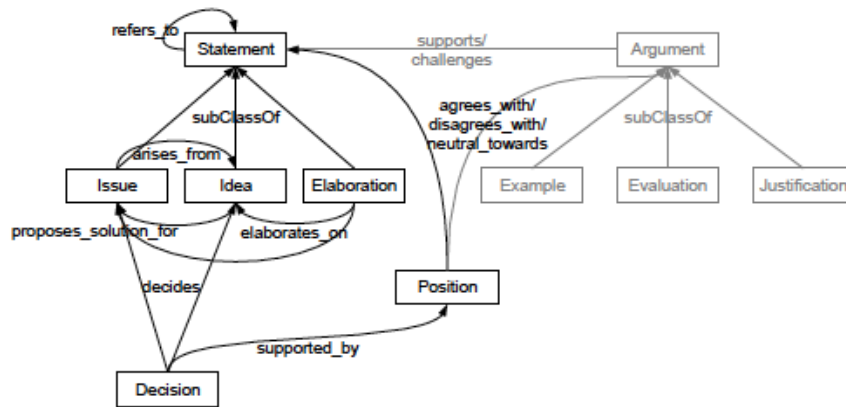 refers_to
Statement
supports/
challenges
Argument
agrees_with/
disagrees_with/
neutral_towards
subClassOf
subClassOf
arises_from
Issue
Idea
Elaboration
Example
Evaluation
Justification
proposes_solution_for
elaborates_on
decides
Position
supported_by
Decision